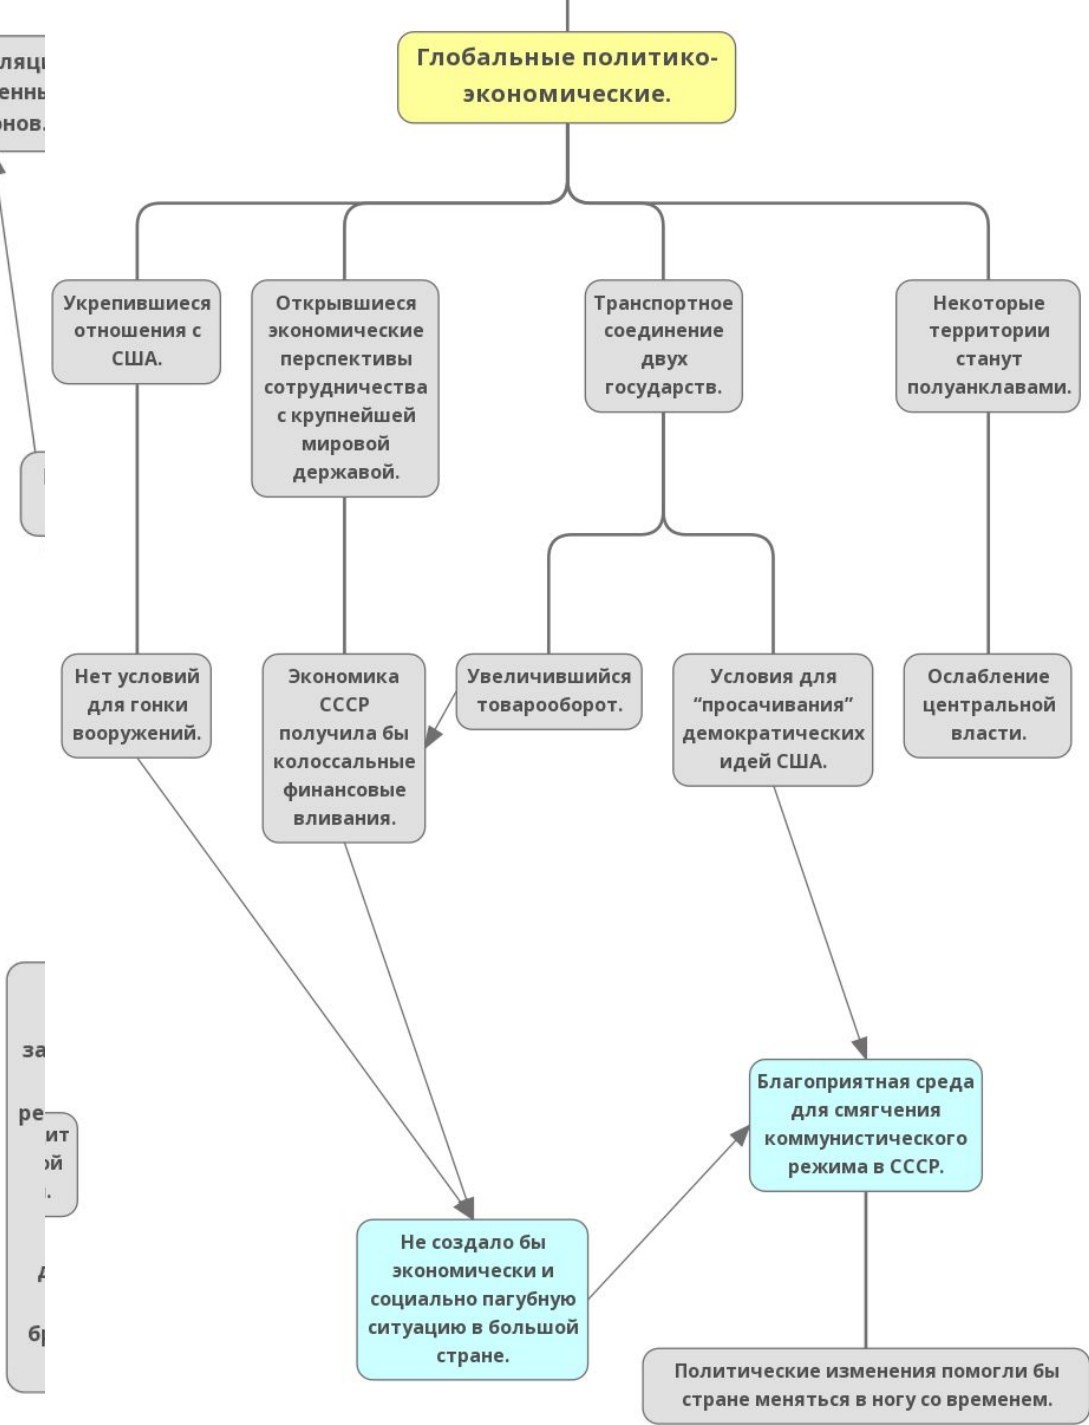 Глобальные политико-
экономические.
Укрепившиеся
отношения с
США.
Открывшиеся
экономические
перспективы
сотрудничества
с крупнейшей
мировой
державой.
Транспортное
соединение
двух
государств.
Некоторые
территории
станут
полуанклавами.
Нет условий
для гонки
вооружений.
Экономика
СССР
получила бы
колоссальные
финансовые
вливания.
Увеличившийся
товарооборот.
Условия для
“просачивания”
демократических
идей США.
Ослабление
центральной
власти.
Благоприятная среда
для смягчения
коммунистического
режима в СССР.
Не создало бы
экономически и
социально пагубную
ситуацию в большой
стране.
Политические изменения помогли бы
стране меняться в ногу со временем.